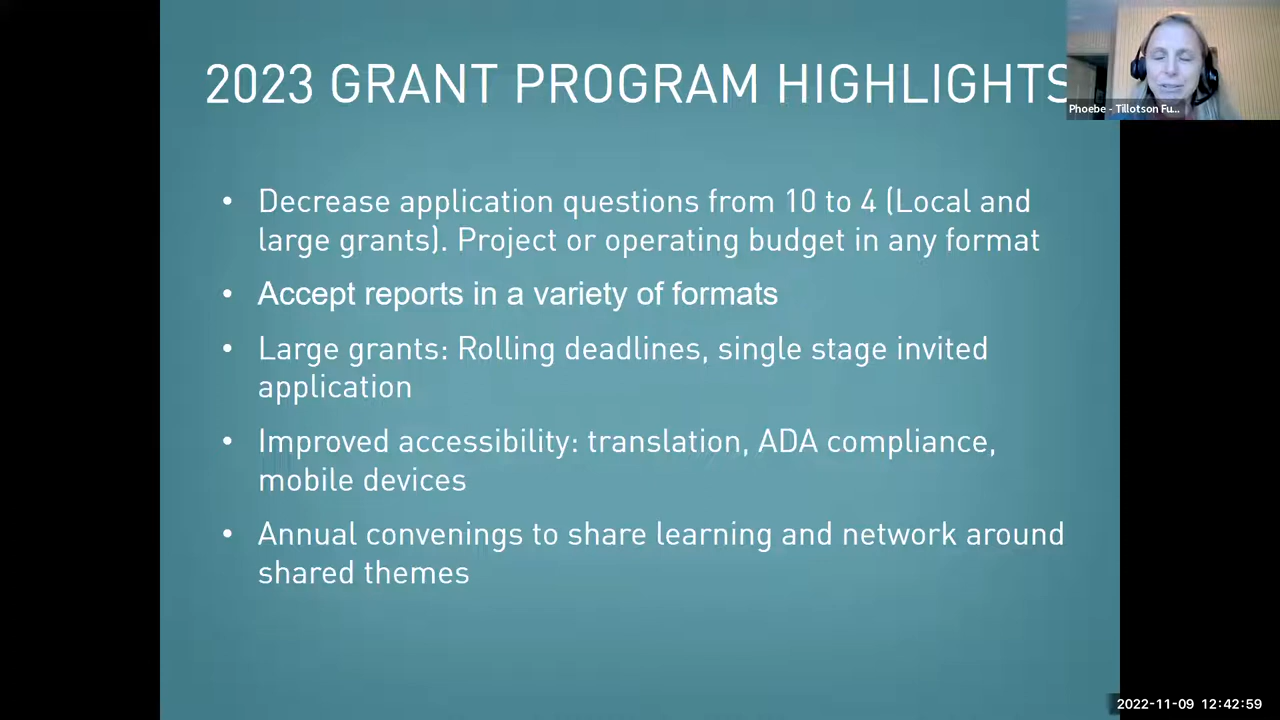 2023 GRANT PROGRAM HIGHLIGHTS
Phoebe - Tillotson Fu...
• Decrease application questions from 10 to 4 (Local and
large grants). Project or operating budget in any format
• Accept reports in a variety of formats
• Large grants: Rolling deadlines, single stage invited
application
• Improved accessibility: translation, ADA compliance,
mobile devices
• Annual convenings to share learning and network around
shared themes
2022-11-09 12:42:59